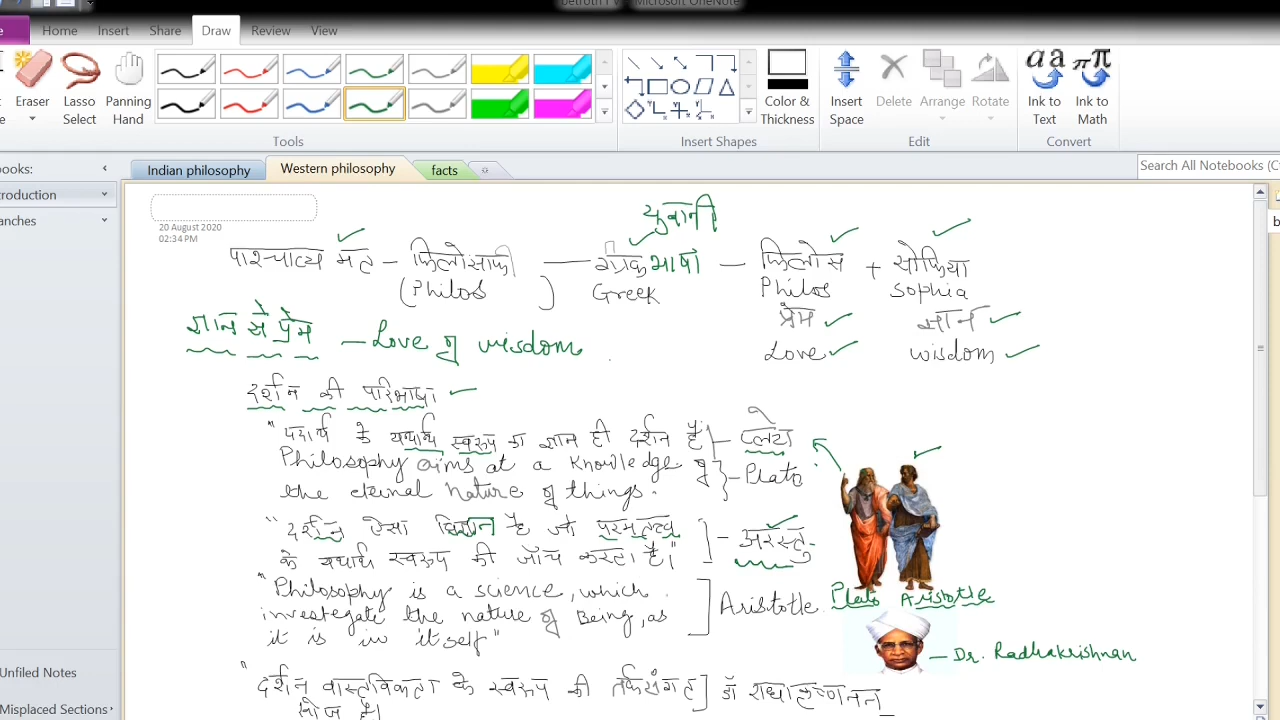 Microsoft OneNote
Home Insert Share Draw Review View
Eraser
Lasso Select
Panning Hand
Color & Thickness
Insert Space
Delete
Arrange
Rotate
Ink to Text
Ink to Math
Tools
Insert Shapes
Edit
Convert
Indian philosophy
Western philosophy
facts
Search All Notebooks (Ct
20 August 2020
02:34 PM
Unfiled Notes
Misplaced Sections
युनानी
पाश्चात्य मत – फिलोसाफी — ग्रीक भाषा – फिलोस + सोफिया
(Philos ) Greek Philos Sophia
प्रेम ज्ञान
ज्ञान से प्रेम – Love of wisdom
Love wisdom
दर्शन की परिभाषा
"पदार्थ के यथार्थ स्वरूप का ज्ञान ही दर्शन है" – प्लेटो
Philosophy aims at a knowledge of
the eternal nature of things. – Plato
"दर्शन ऐसा विज्ञान है जो परमतत्व
के यथार्थ स्वरूप की जाँच करता है।" – अरस्तु
"Philosophy is a science, which
investegate the nature of Being, as
it is in itself" Aristotle.
Plato Aristotle
– Dr. Radhakrishnan
"दर्शन वास्तविकता के स्वरूप की तर्कसंगत
खोज है।